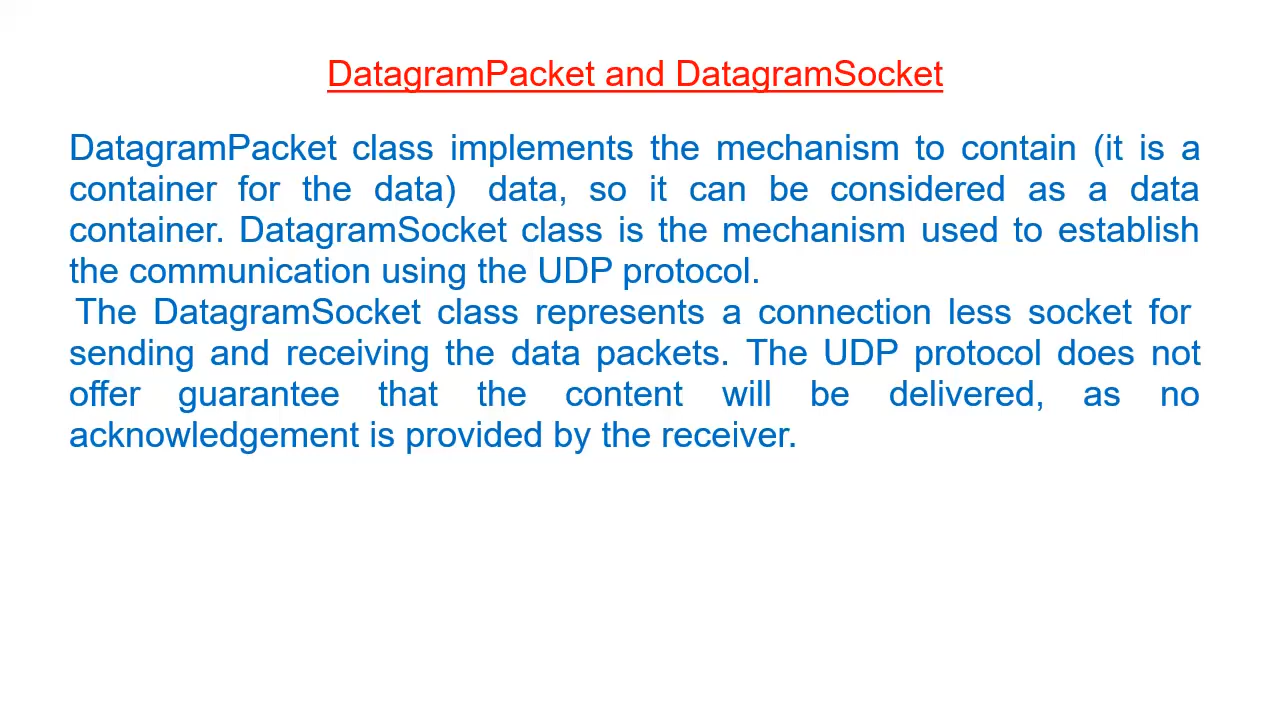 DatagramPacket and DatagramSocket
DatagramPacket class implements the mechanism to contain (it is a
container for the data) data, so it can be considered as a data
container. DatagramSocket class is the mechanism used to establish
the communication using the UDP protocol.
The DatagramSocket class represents a connection less socket for
sending and receiving the data packets. The UDP protocol does not
offer guarantee that the content will be delivered, as no
acknowledgement is provided by the receiver.